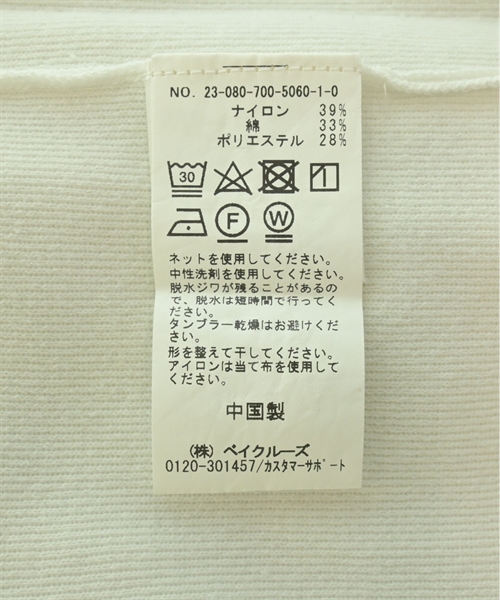 NO. 23-080-700-5060-1-0
ナイロン 39%
綿 33%
ポリエステル 28%
30
F W
ネットを使用してください。
中性洗剤を使用してください。
脱水ジワが残ることがあるの
で、脱水は短時間で行ってく
ださい。
タンブラー乾燥はお避けくだ
さい。
形を整えて干してください。
アイロンは当て布を使用して
ください。
中国製
(株) ベイクルーズ
0120-301457/カスタマーサポート